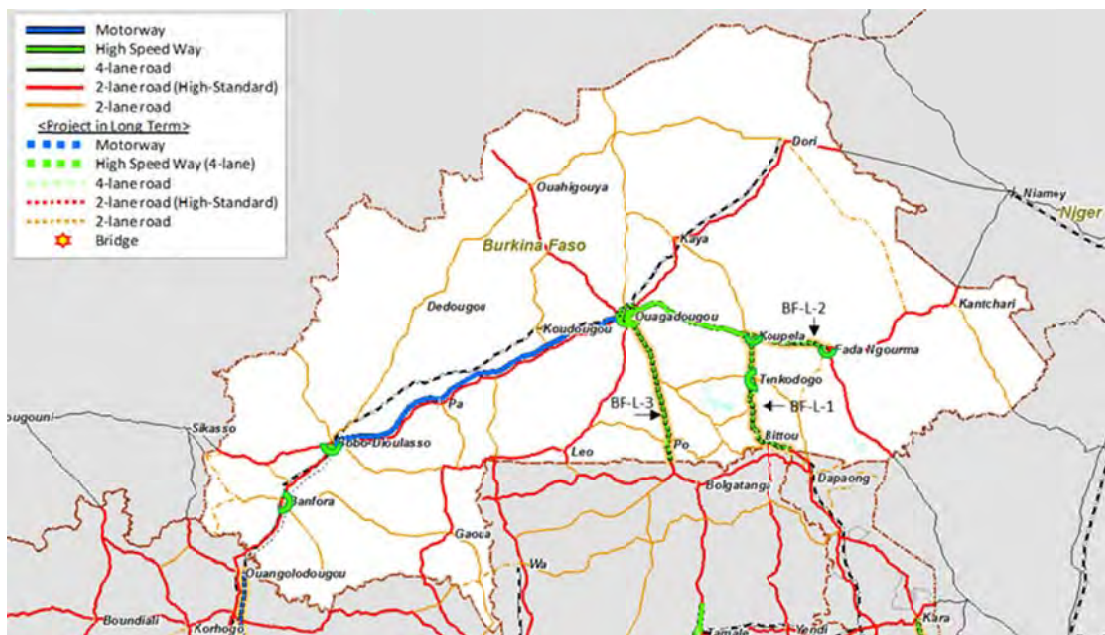 Motorway
High Speed Way
4-lane road
2-lane road (High-Standard)
2-lane road
<Project in Long Term>
Motorway
High Speed Way (4-lane)
4-lane road
2-lane road (High-Standard)
2-lane road
Bridge
Dori
Niamey
Niger
Ouahigouya
Kaya
Burkina Faso
Dedougou
Kantchari
BF-L-2
Ouagadougou
Koudougou
Koupela
Fada Ngourma
Tenkodogo
BF-L-3
BF-L-1
Pa
ougouni
Sikasso
Bobo-Dioulasso
Leo
Po
Bittou
Bolgatanga
Dapaong
Banfora
Gaoua
Ouangolodougou
Wa
Boundiali
Korhogo
Tamale
Yendi
Kara